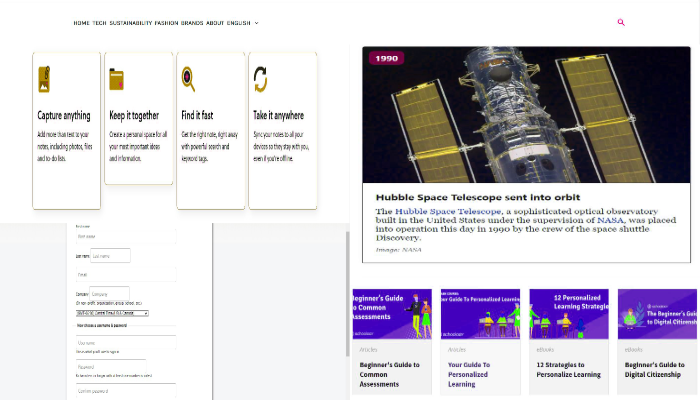 HOME TECH SUSTAINABILITY FASHION BRANDS ABOUT ENGLISH
Capture anything
Add more than text to your
notes, including photos, files
and to-do lists.
Keep it together
Create a personal space for all
your most important ideas
and information.
Find it fast
Get the right note, right away
with powerful search and
keyword tags.
Take it anywhere
Sync your notes to all your
devices so they stay with you,
even if you're offline.
1990
Hubble Space Telescope sent into orbit
The Hubble Space Telescope, a sophisticated optical observatory
built in the United States under the supervision of NASA, was placed
into operation this day in 1990 by the crew of the space shuttle
Discovery.
Image: NASA
First name
Last name
Last name
Email
Company
Company
Now choose a username & password
Username
Password
Confirm password
Beginner's Guide
to Common
Assessments
schoology
Articles
Beginner's Guide to
Common
Assessments
Your Guide To Personalized Learning
Articles
Your Guide To
Personalized
Learning
12 Personalized
Learning Strategies
eBooks
12 Strategies to
Personalize Learning
schoology
The Beginner's Guide
to Digital Citizenship
eBooks
Beginner's Guide to
Digital Citizenship